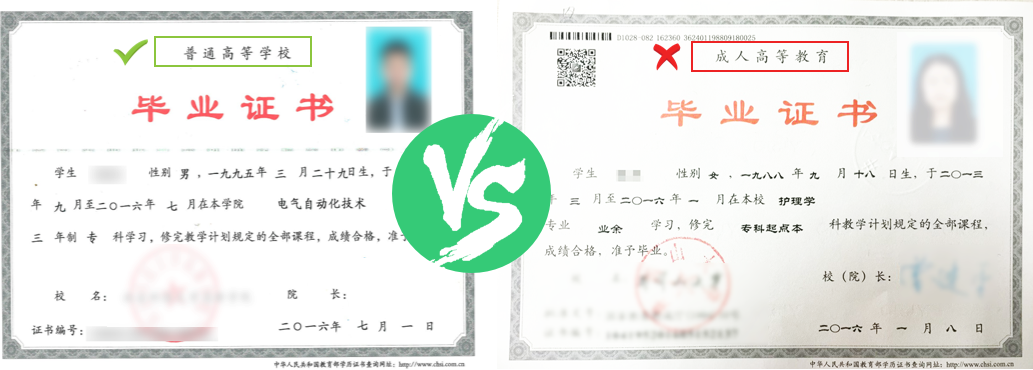 普通高等学校
毕业证书
学生 性别 男，一九九五年 三 月二十九日生，于
年 九 月至二〇一六年 七 月在本学院 电气自动化技术
三 年制 专 科学习，修完教学计划规定的全部课程，成绩合格，准予
校 名： 院 长：
证书编号：
二〇一六年 七 月 一 日
中华人民共和国教育部学历证书查询网址：http://www.chsi.com.cn
VS
D1028-082 162360 362401198809180025
成人高等教育
毕业证书
学生 性别 女，一九八八 年 九 月 十八 日生，于二〇一三
年 三 月至二〇一六 年 一 月在本校 护理学
专业 业余 学习，修完 专科起点本 科教学计划规定的全部课程，
成绩合格，准予毕业。
校（院）长：
二〇一六 年 一 月 八 日
中华人民共和国教育部学历证书查询网址：http://www.chsi.com.cn